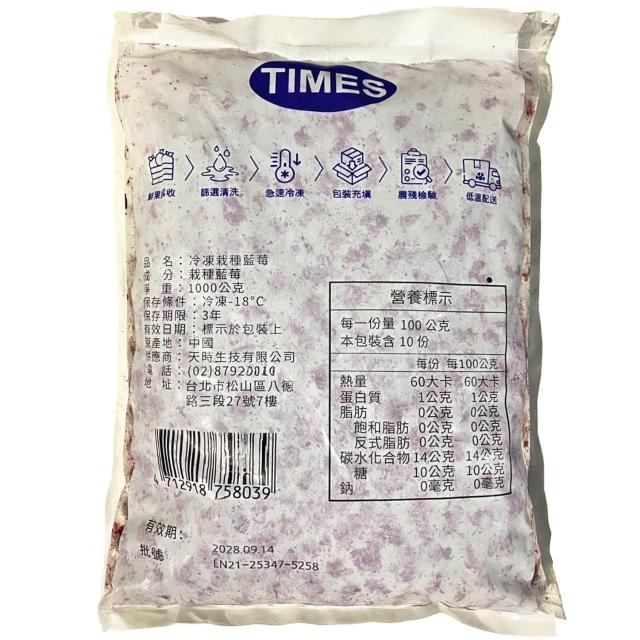 TIMES
鮮果採收 篩選清洗 急速冷凍 包裝充填 農殘檢驗 低溫配送
品 名：冷凍栽種藍莓
成 分：栽種藍莓
淨 重：1000公克
保存條件：冷凍-18°C
保存期限：3年
有效日期：標示於包裝上
原產地：中國
供應商：天時生技有限公司
電 話：(02)87920010
地 址：台北市松山區八德
路三段27號7樓
營養標示
每一份量 100 公克
本包裝含 10 份
每份 每100公克
熱量 60大卡 60大卡
蛋白質 1公克 1公克
脂肪 0公克 0公克
飽和脂肪 0公克 0公克
反式脂肪 0公克 0公克
碳水化合物 14公克 14公克
糖 10公克 10公克
鈉 0毫克 0毫克
4 712918 758039
有效期：
2028.09.14
批號
LN21-25347-5258